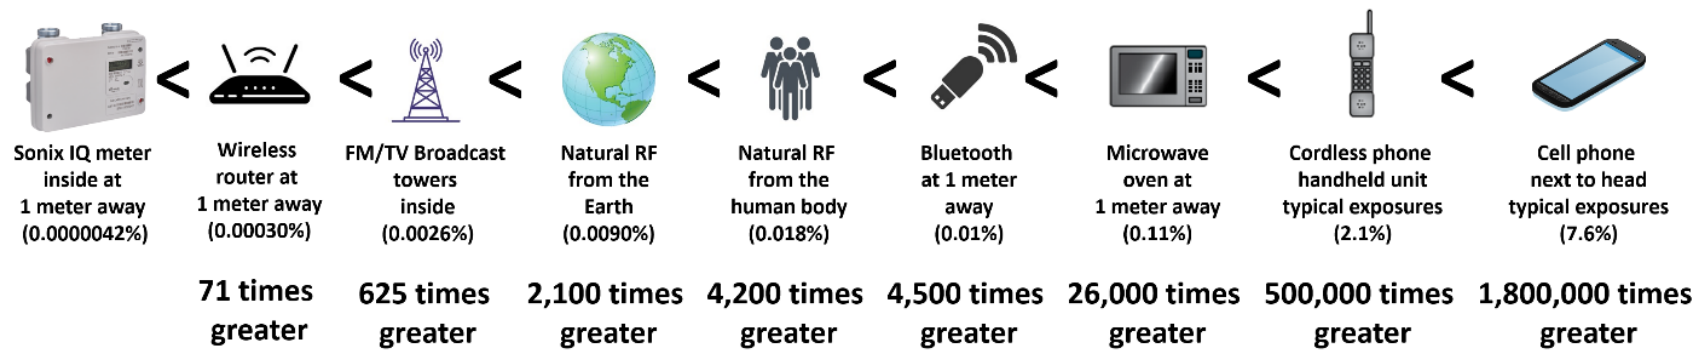 Sonix IQ meter
inside at
1 meter away
(0.0000042%)
Wireless
router at
1 meter away
(0.00030%)
FM/TV Broadcast
towers
inside
(0.0026%)
Natural RF
from the
Earth
(0.0090%)
Natural RF
from the
human body
(0.018%)
Bluetooth
at 1 meter
away
(0.01%)
Microwave
oven at
1 meter away
(0.11%)
Cordless phone
handheld unit
typical exposures
(2.1%)
Cell phone
next to head
typical exposures
(7.6%)
71 times
greater
625 times
greater
2,100 times
greater
4,200 times
greater
4,500 times
greater
26,000 times
greater
500,000 times
greater
1,800,000 times
greater